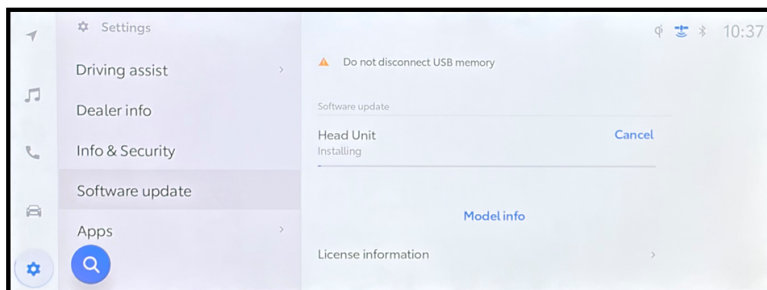 Settings
10:37
Driving assist
Dealer info
Info & Security
Software update
Apps
Do not disconnect USB memory
Software update
Head Unit
Cancel
Installing
Model info
License information